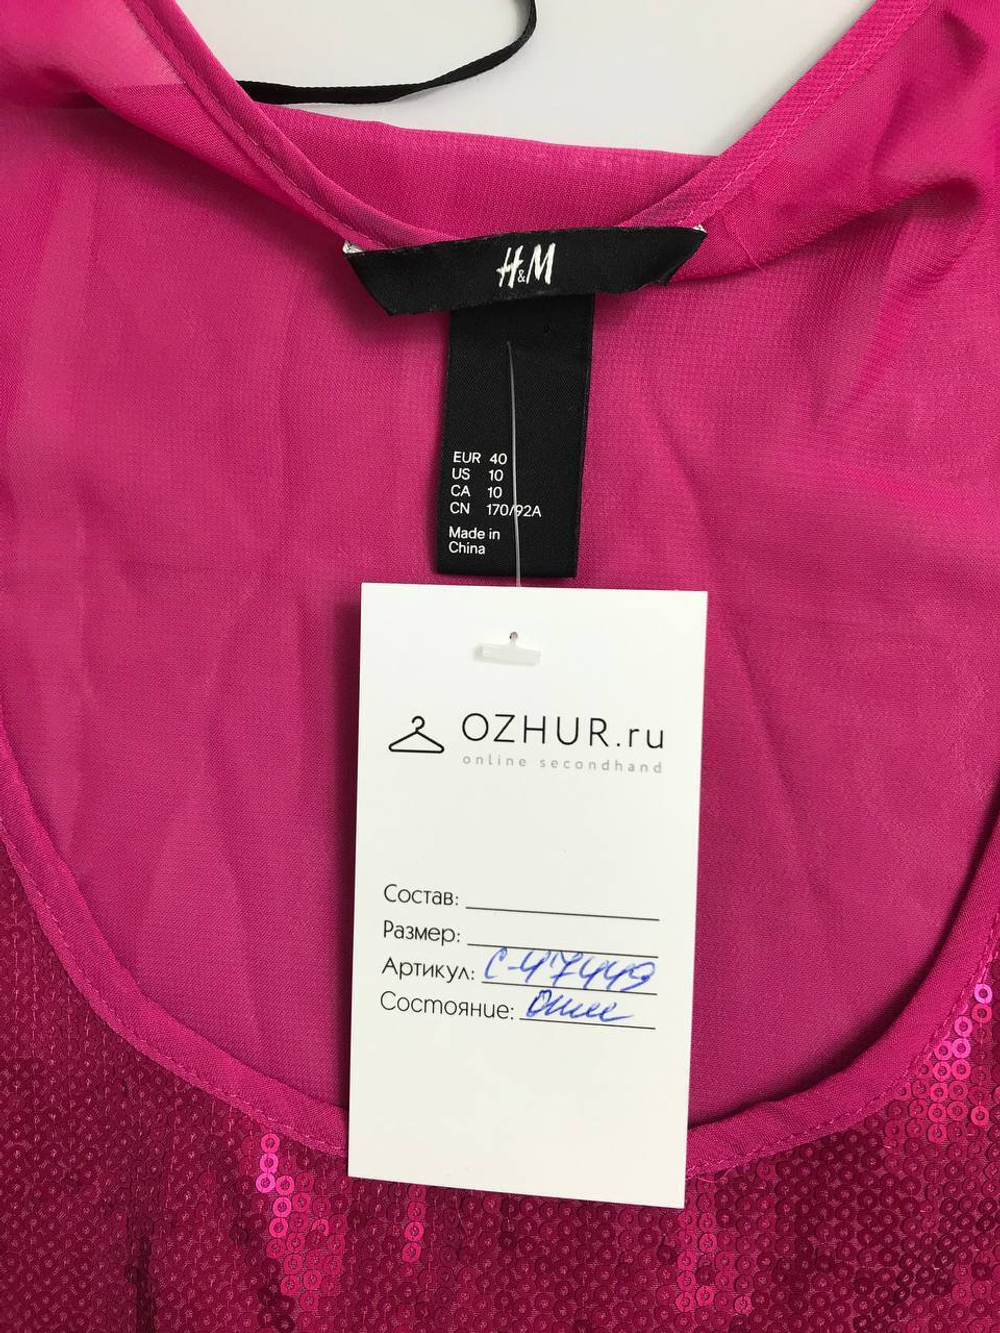 H&M
EUR 40
US 10
CA 10
CN 170/92A
Made in
China
OZHUR.ru
online secondhand
Состав:
Размер:
Артикул: С-47449
Состояние: